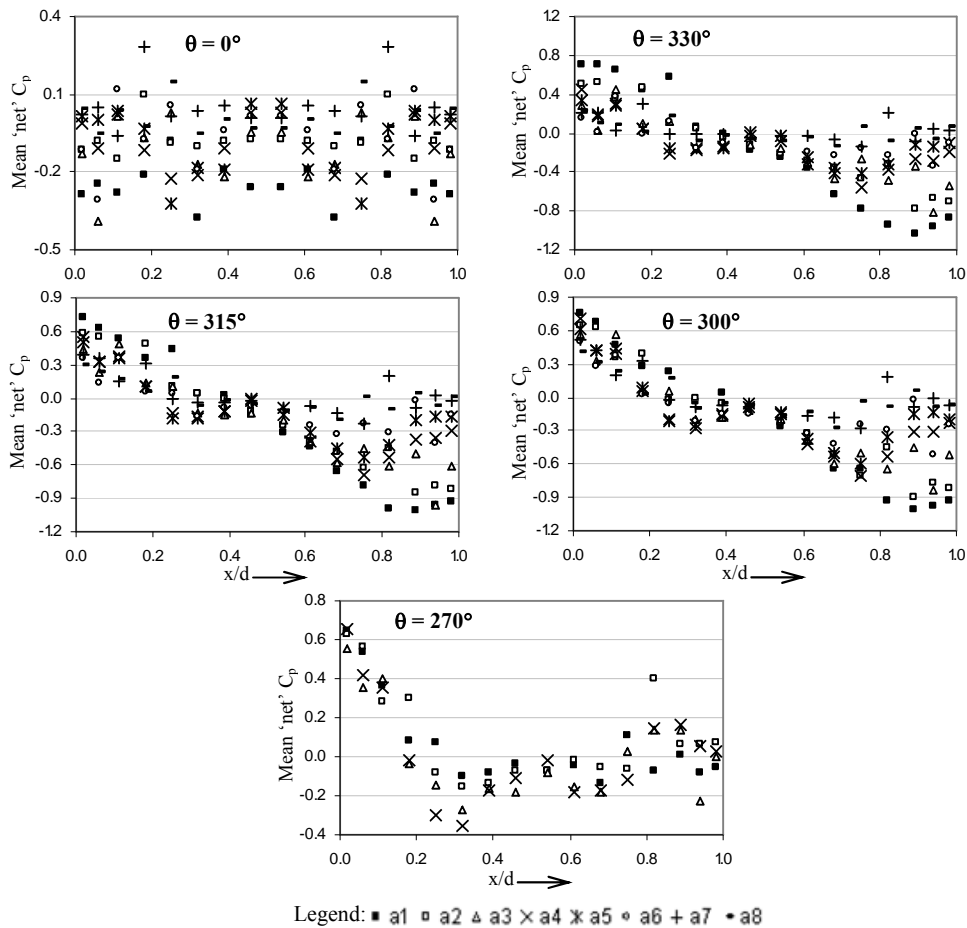 θ = 0°
Mean ‘net’ Cp
0.4
0.1
-0.2
-0.5
0.0 0.2 0.4 0.6 0.8 1.0
θ = 330°
Mean ‘net’ Cp
1.2
0.8
0.4
0.0
-0.4
-0.8
-1.2
0.0 0.2 0.4 0.6 0.8 1.0
θ = 315°
Mean ‘net’ Cp
0.9
0.6
0.3
0.0
-0.3
-0.6
-0.9
-1.2
0.0 0.2 0.4 0.6 0.8 1.0
x/d
θ = 300°
Mean ‘net’ Cp
0.9
0.6
0.3
0.0
-0.3
-0.6
-0.9
-1.2
0.0 0.2 0.4 0.6 0.8 1.0
x/d
θ = 270°
Mean ‘net’ Cp
0.8
0.6
0.4
0.2
0.0
-0.2
-0.4
0.0 0.2 0.4 0.6 0.8 1.0
x/d
Legend: a1 a2 a3 a4 a5 a6 a7 a8